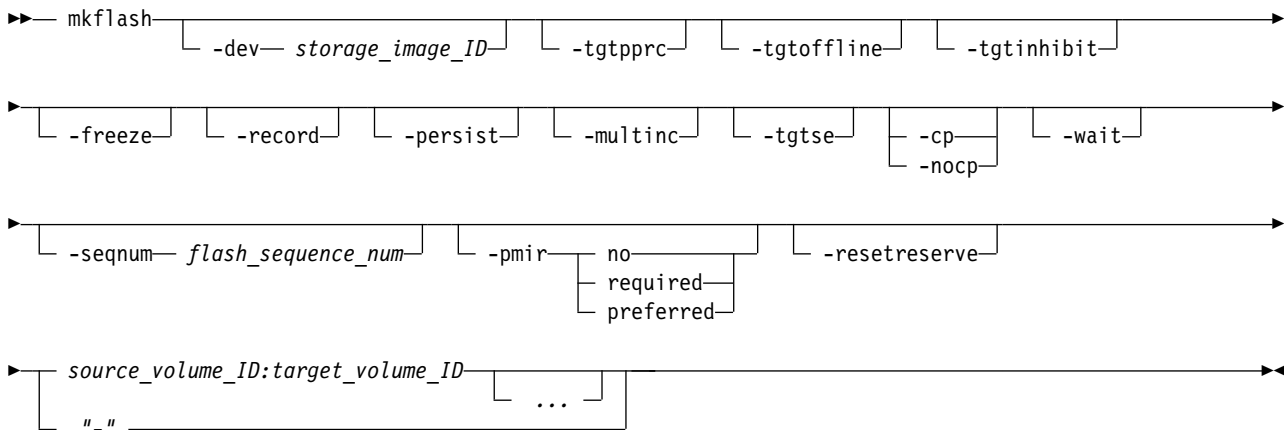 mkflash
-dev storage_image_ID -tgtpprc -tgtoffline -tgtinhibit
-freeze -record -persist -multinc -tgtse -cp -wait
-nocp
-seqnum flash_sequence_num -pmir no -resetreserve
required
preferred
source_volume_ID:target_volume_ID
...
"-"